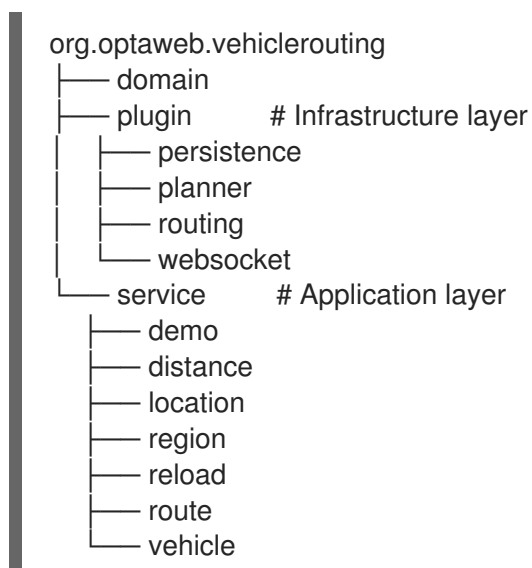 org.optaweb.vehiclerouting
├── domain
├── plugin # Infrastructure layer
│ ├── persistence
│ ├── planner
│ ├── routing
│ └── websocket
└── service # Application layer
├── demo
├── distance
├── location
├── region
├── reload
├── route
└── vehicle